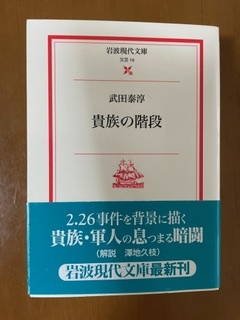 岩波現代文庫
文芸 19
武田泰淳
貴族の階段
2.26事件を背景に描く
貴族・軍人の息つまる暗闘
(解説 澤地久枝)
岩波現代文庫最新刊